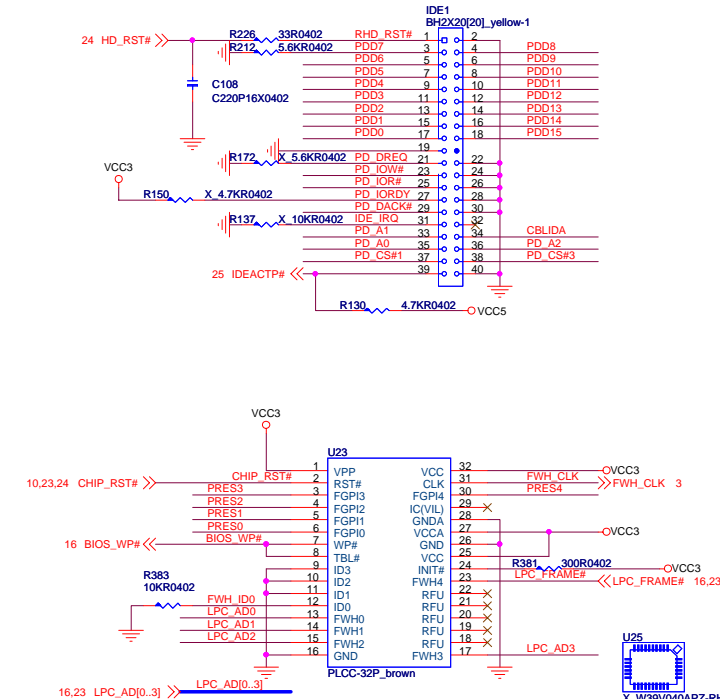 IDE1
BH2X20[20]_yellow-1
24 HD_RST#
R226 33R0402 RHD_RST# 1 2
R212 5.6KR0402 PDD7 3 4 PDD8
PDD6 5 6 PDD9
PDD5 7 8 PDD10
PDD4 9 10 PDD11
PDD3 11 12 PDD12
PDD2 13 14 PDD13
PDD1 15 16 PDD14
PDD0 17 18 PDD15
C108
C220P16X0402
19
R172 X_5.6KR0402 PD_DREQ 21 22
PD_IOW# 23 24
PD_IOR# 25 26
VCC3
R150 X_4.7KR0402 PD_IORDY 27 28
PD_DACK# 29 30
R137 X_10KR0402 IDE_IRQ 31 32
PD_A1 33 34 CBLIDA
PD_A0 35 36 PD_A2
PD_CS#1 37 38 PD_CS#3
25 IDEACTP# 39 40
R130 4.7KR0402 VCC5
VCC3
U23
1 VPP VCC 32 VCC3
10,23,24 CHIP_RST# CHIP_RST# 2 RST# CLK 31 FWH_CLK FWH_CLK 3
PRES3 3 FGPI3 FGPI4 30 PRES4
PRES2 4 FGPI2 IC(VIL) 29
PRES1 5 FGPI1 GNDA 28
PRES0 6 FGPI0 VCCA 27 VCC3
16 BIOS_WP# BIOS_WP# 7 WP# GND 26
8 TBL# VCC 25
9 ID3 INIT# 24 R381 300R0402 VCC3
10 ID2 FWH4 23 LPC_FRAME# LPC_FRAME# 16,23
11 ID1 RFU 22
R383
10KR0402
FWH_ID0 12 ID0 RFU 21
LPC_AD0 13 FWH0 RFU 20
LPC_AD1 14 FWH1 RFU 19
LPC_AD2 15 FWH2 RFU 18
16 GND FWH3 17 LPC_AD3
PLCC-32P_brown
16,23 LPC_AD[0..3] LPC_AD[0..3]
U25